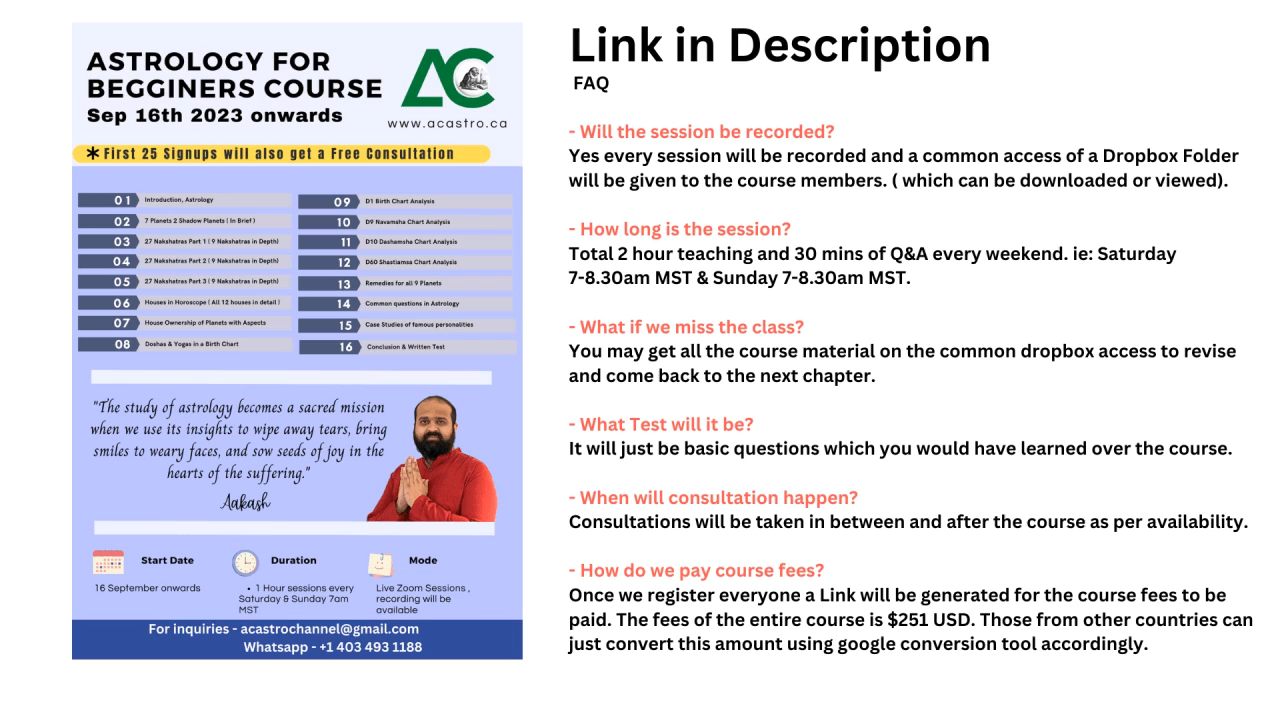 ASTROLOGY FOR
BEGGINERS COURSE
Sep 16th 2023 onwards
AC
www.acastro.ca
* First 25 Signups will also get a Free Consultation
01 Introduction, Astrology
02 7 Planets 2 Shadow Planets ( In Brief )
03 27 Nakshatras Part 1 ( 9 Nakshatras in Depth)
04 27 Nakshatras Part 2 ( 9 Nakshatras in Depth)
05 27 Nakshatras Part 3 ( 9 Nakshatras in Depth)
06 Houses in Horoscope ( All 12 houses in detail )
07 House Ownership of Planets with Aspects
08 Doshas & Yogas in a Birth Chart
09 D1 Birth Chart Analysis
10 D9 Navamsha Chart Analysis
11 D10 Dashamsha Chart Analysis
12 D60 Shastiamsa Chart Analysis
13 Remedies for all 9 Planets
14 Common questions in Astrology
15 Case Studies of famous personalities
16 Conclusion & Written Test
"The study of astrology becomes a sacred mission
when we use its insights to wipe away tears, bring
smiles to weary faces, and sow seeds of joy in the
hearts of the suffering."
Aakash
Start Date
16 September onwards
Duration
• 1 Hour sessions every
Saturday & Sunday 7am
MST
Mode
Live Zoom Sessions ,
recording will be
available
For inquiries - acastrochannel@gmail.com
Whatsapp - +1 403 493 1188
Link in Description
FAQ
- Will the session be recorded?
Yes every session will be recorded and a common access of a Dropbox Folder
will be given to the course members. ( which can be downloaded or viewed).
- How long is the session?
Total 2 hour teaching and 30 mins of Q&A every weekend. ie: Saturday
7-8.30am MST & Sunday 7-8.30am MST.
- What if we miss the class?
You may get all the course material on the common dropbox access to revise
and come back to the next chapter.
- What Test will it be?
It will just be basic questions which you would have learned over the course.
- When will consultation happen?
Consultations will be taken in between and after the course as per availability.
- How do we pay course fees?
Once we register everyone a Link will be generated for the course fees to be
paid. The fees of the entire course is $251 USD. Those from other countries can
just convert this amount using google conversion tool accordingly.